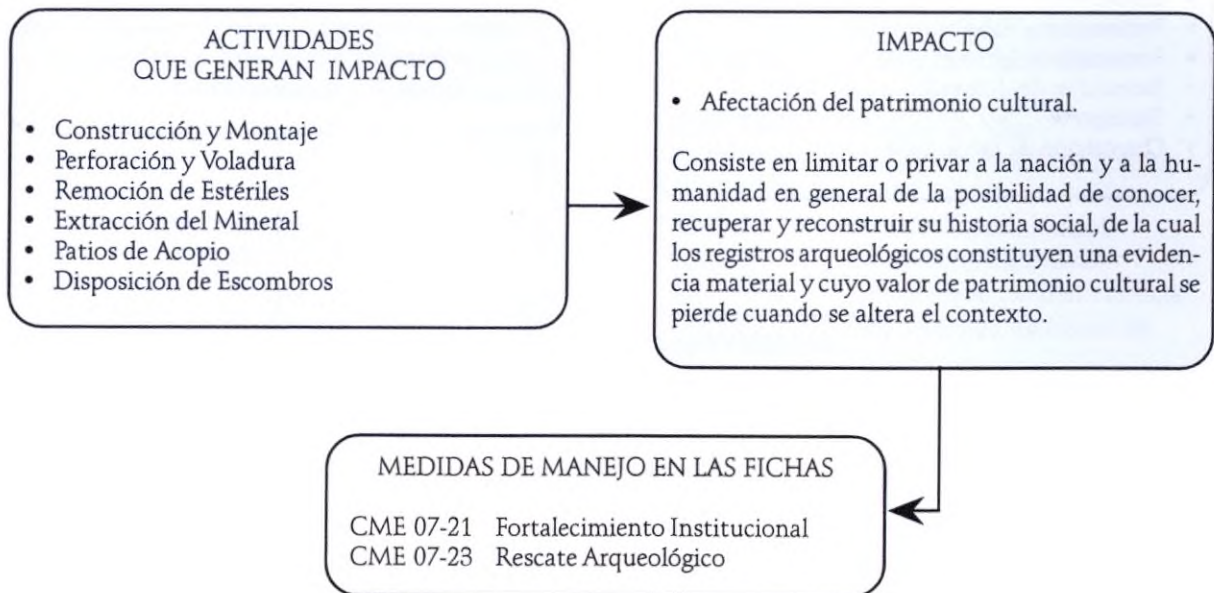 ACTIVIDADES
QUE GENERAN IMPACTO
• Construcción y Montaje
• Perforación y Voladura
• Remoción de Estériles
• Extracción del Mineral
• Patios de Acopio
• Disposición de Escombros
IMPACTO
• Afectación del patrimonio cultural.
Consiste en limitar o privar a la nación y a la hu-
manidad en general de la posibilidad de conocer,
recuperar y reconstruir su historia social, de la cual
los registros arqueológicos constituyen una eviden-
cia material y cuyo valor de patrimonio cultural se
pierde cuando se altera el contexto.
MEDIDAS DE MANEJO EN LAS FICHAS
CME 07-21 Fortalecimiento Institucional
CME 07-23 Rescate Arqueológico